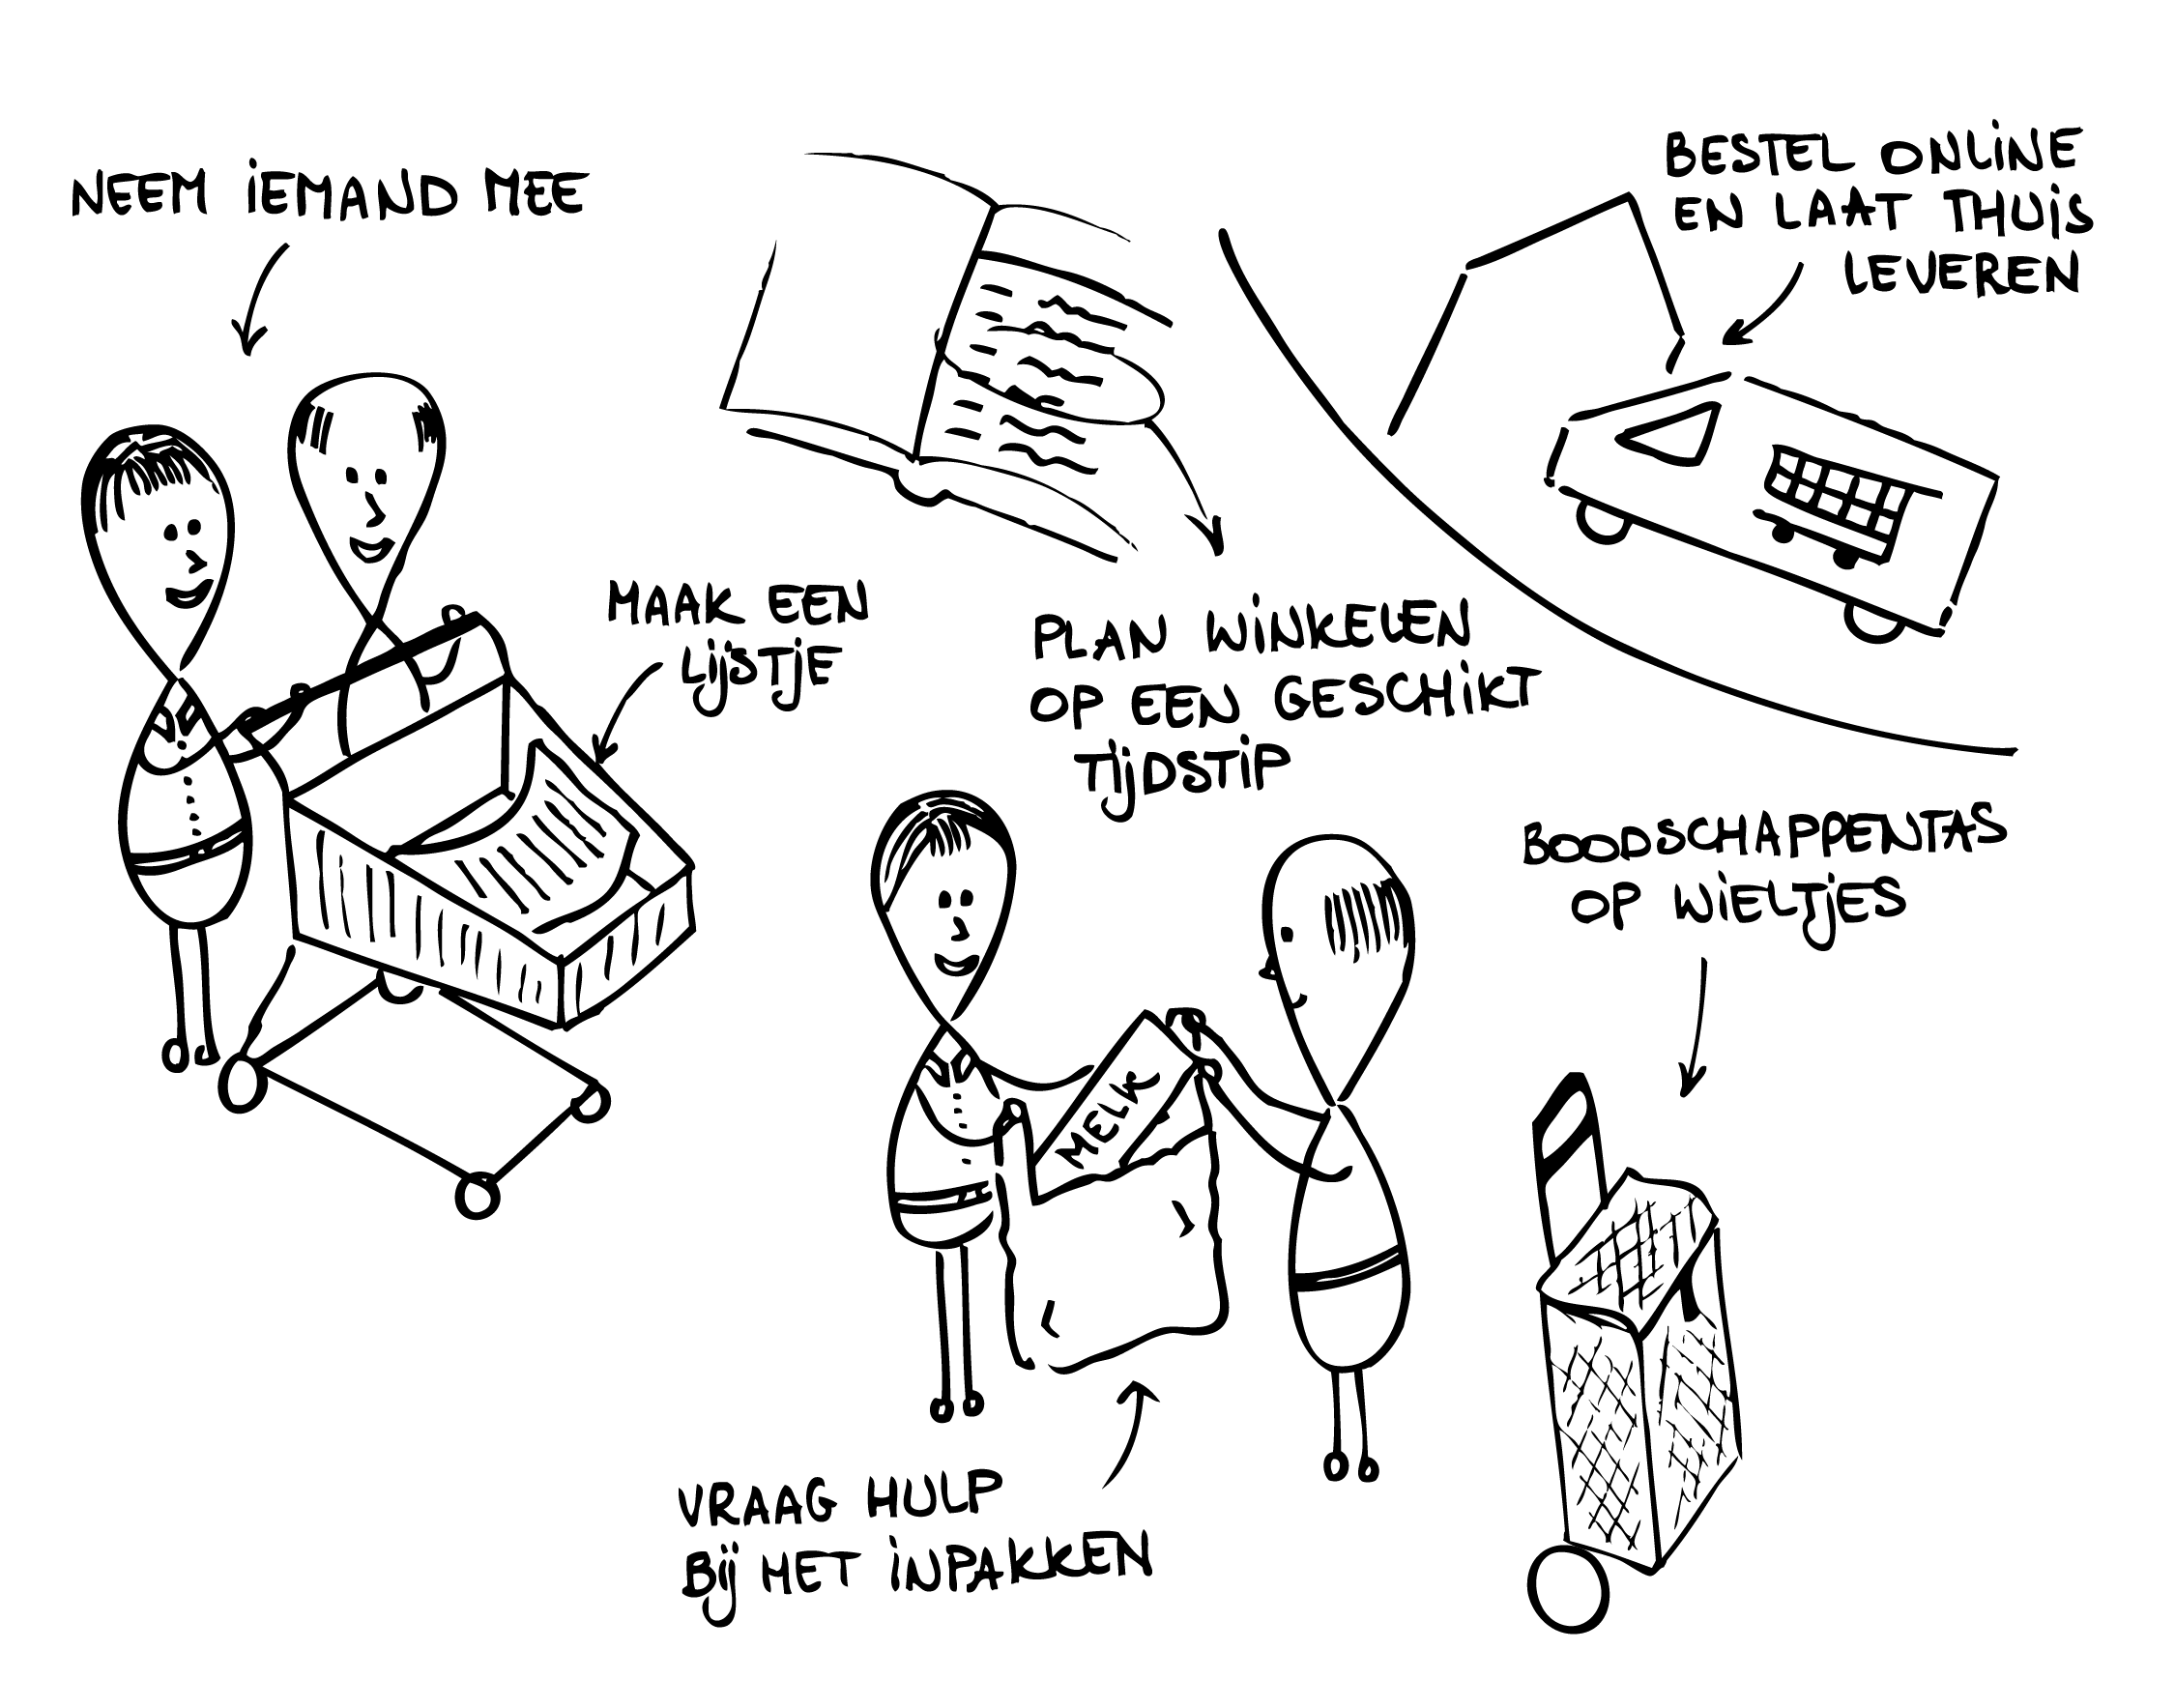 NEEM IEMAND MEE
BESTEL ONLINE
EN LAAT THUIS
LEVEREN
MAAK EEN
LIJSTJE
PLAN WINKELEN
OP EEN GESCHIKT
TIJDSTIP
BOODSCHAPPENTAS
OP WIELTJES
MELK
VRAAG HULP
BIJ HET INPAKKEN